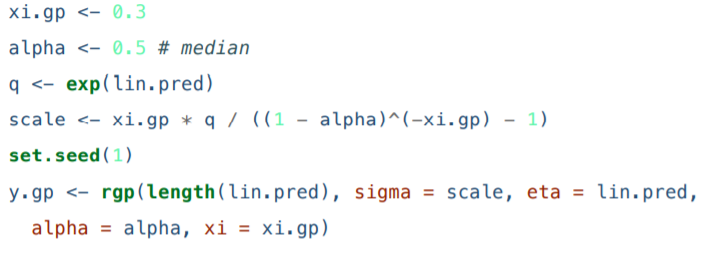 xi.gp <- 0.3
alpha <- 0.5 # median
q <- exp(lin.pred)
scale <- xi.gp * q / ((1 - alpha)^(-xi.gp) - 1)
set.seed(1)
y.gp <- rgp(length(lin.pred), sigma = scale, eta = lin.pred,
  alpha = alpha, xi = xi.gp)